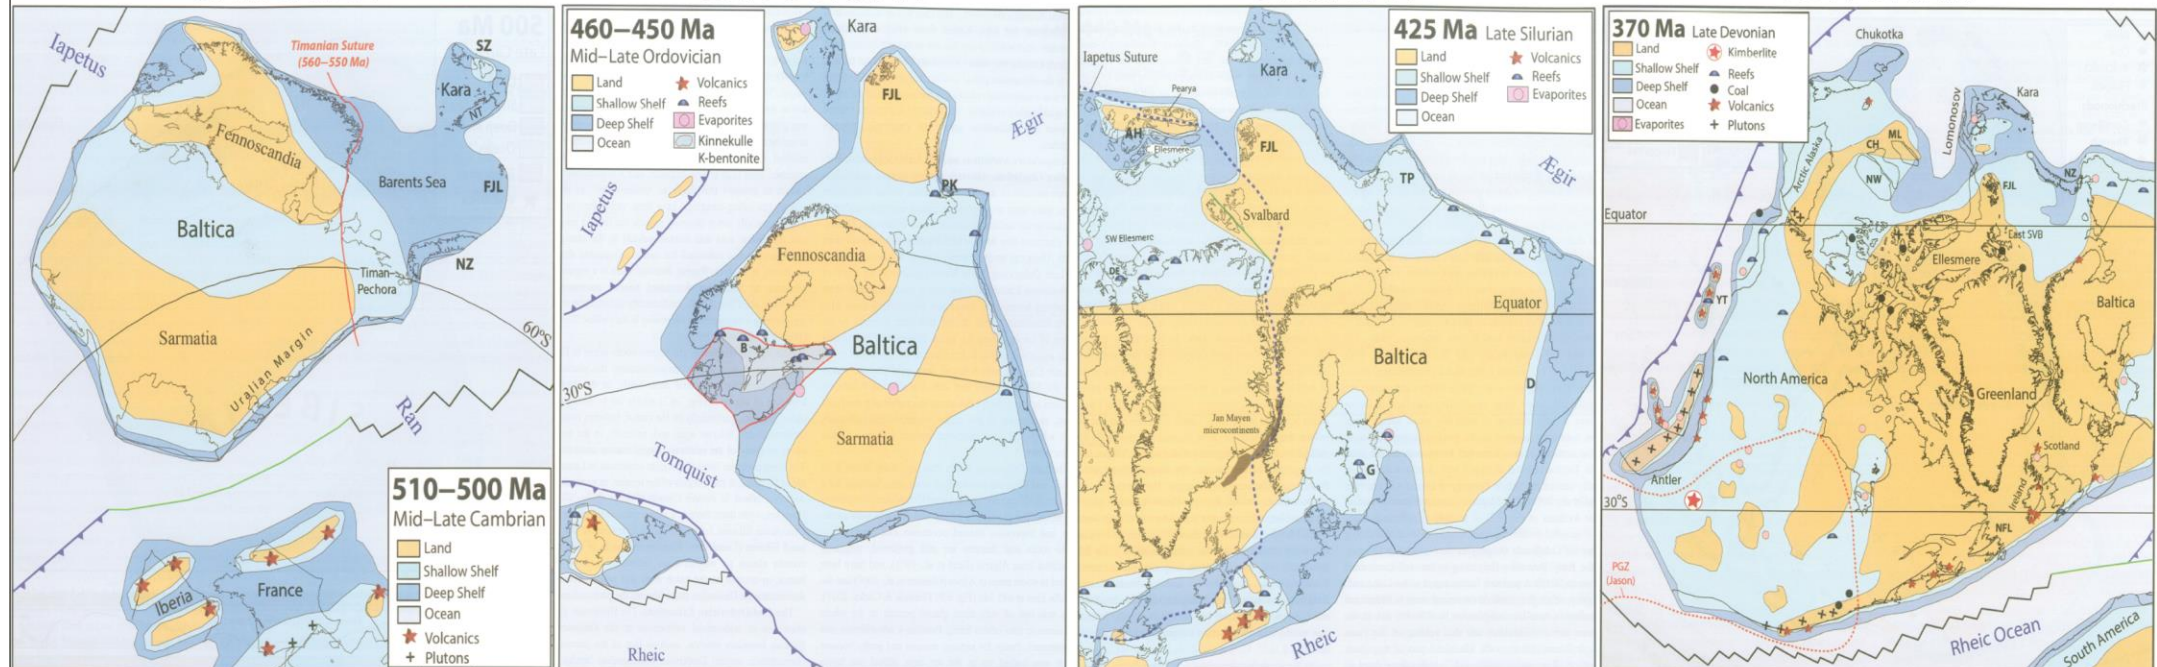 Iapetus
Timanian Suture
(560–550 Ma)
SZ
Kara
NT
Fennoscandia
Barents Sea
FJL
Baltica
NZ
Timan-
Pechora
Sarmatia
Uralian Margin
60°S
Ran
Iberia
France
510–500 Ma
Mid–Late Cambrian
Land
Shallow Shelf
Deep Shelf
Ocean
Volcanics
Plutons
460–450 Ma
Mid–Late Ordovician
Land
Shallow Shelf
Deep Shelf
Ocean
Volcanics
Reefs
Evaporites
Kinnekulle
K-bentonite
Kara
FJL
Ægir
Iapetus
PK
Fennoscandia
B
Baltica
30°S
Sarmatia
Tornquist
Rheic
425 Ma Late Silurian
Land
Shallow Shelf
Deep Shelf
Ocean
Volcanics
Reefs
Evaporites
Iapetus Suture
Kara
Pearya
AH
Ellesmere
FJL
TP
Ægir
Svalbard
SW Ellesmere
DE
Equator
Baltica
D
Jan Mayen
microcontinents
G
Rheic
370 Ma Late Devonian
Land
Shallow Shelf
Deep Shelf
Ocean
Evaporites
Kimberlite
Reefs
Coal
Volcanics
Plutons
Chukotka
Kara
Lomonosov
Arctic Alaska
ML
CH
NW
FJL
NZ
Equator
East SVB
Ellesmere
YT
Baltica
North America
Greenland
Scotland
Antler
Ireland
30°S
NFL
PGZ
(Jason)
Rheic Ocean
South America